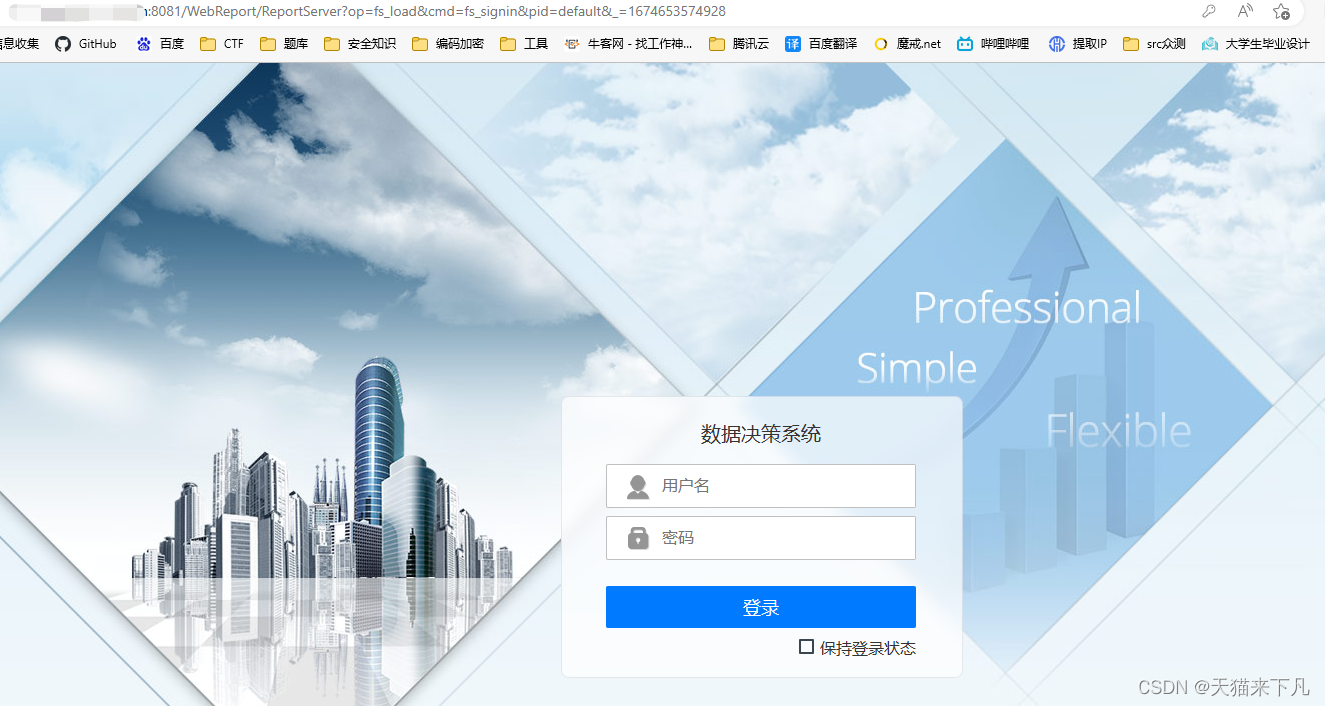 :8081/WebReport/ReportServer?op=fs_load&cmd=fs_signin&pid=default&_=1674653574928
息收集 GitHub 百度 CTF 题库 安全知识 编码加密 工具 牛客网 - 找工作神... 腾讯云 百度翻译 魔戒.net 哔哩哔哩 提取IP src众测 大学生毕业设计
Professional
Simple
Flexible
数据决策系统
用户名
密码
登录
保持登录状态
CSDN @天猫来下凡